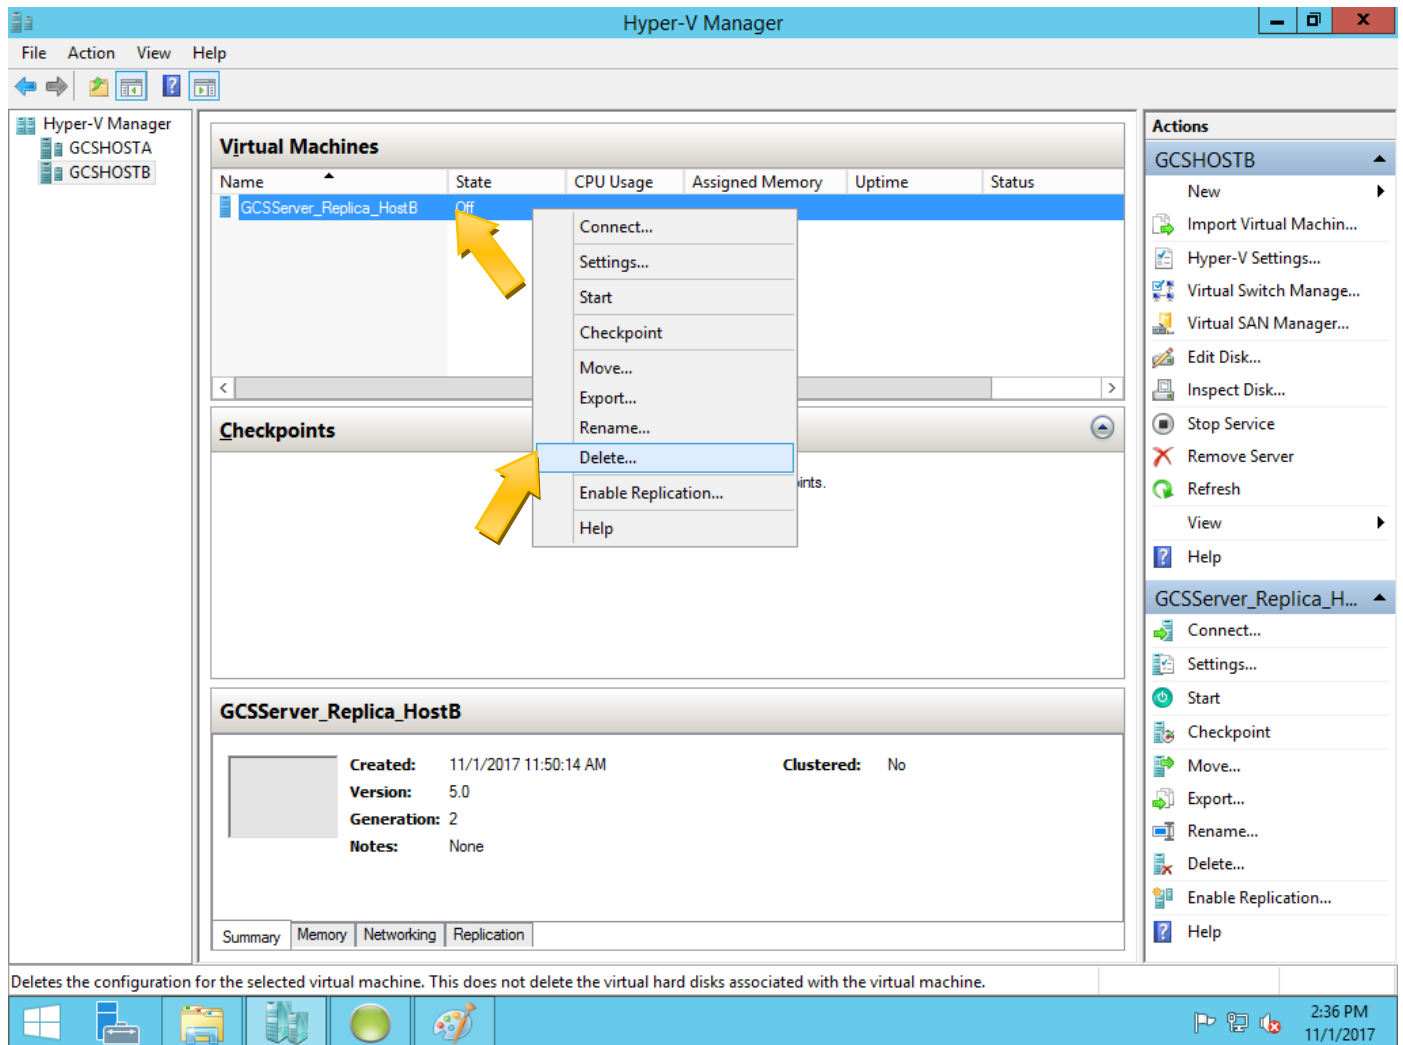 Hyper-V Manager
File Action View Help
Hyper-V Manager
GCSHOSTA
GCSHOSTB
Virtual Machines
Name State CPU Usage Assigned Memory Uptime Status
GCSServer_Replica_HostB Off
Connect...
Settings...
Start
Checkpoint
Move...
Export...
Rename...
Delete...
Enable Replication...
Help
Checkpoints
ints.
GCSServer_Replica_HostB
Created: 11/1/2017 11:50:14 AM Clustered: No
Version: 5.0
Generation: 2
Notes: None
Summary Memory Networking Replication
Actions
GCSHOSTB
New
Import Virtual Machin...
Hyper-V Settings...
Virtual Switch Manage...
Virtual SAN Manager...
Edit Disk...
Inspect Disk...
Stop Service
Remove Server
Refresh
View
Help
GCSServer_Replica_H...
Connect...
Settings...
Start
Checkpoint
Move...
Export...
Rename...
Delete...
Enable Replication...
Help
Deletes the configuration for the selected virtual machine. This does not delete the virtual hard disks associated with the virtual machine.
2:36 PM
11/1/2017